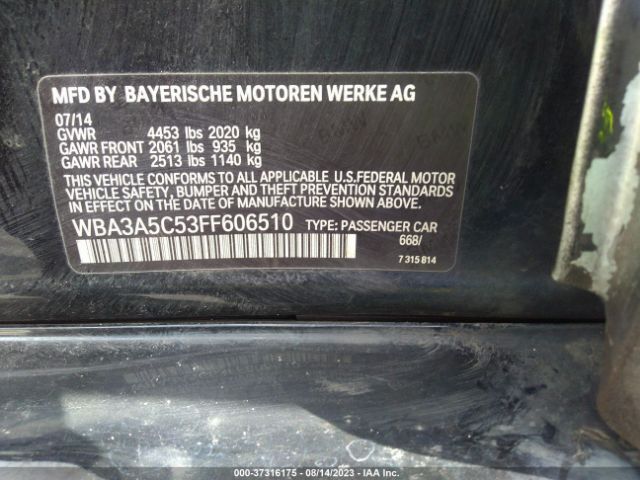 MFD BY BAYERISCHE MOTOREN WERKE AG
07/14
GVWR 4453 lbs 2020 kg
GAWR FRONT 2061 lbs 935 kg
GAWR REAR 2513 lbs 1140 kg
THIS VEHICLE CONFORMS TO ALL APPLICABLE U.S.FEDERAL MOTOR
VEHICLE SAFETY, BUMPER AND THEFT PREVENTION STANDARDS
IN EFFECT ON THE DATE OF MANUFACTURE SHOWN ABOVE.
WBA3A5C53FF606510 TYPE: PASSENGER CAR
668/
7 315 814
000-37316175 - 08/14/2023 - IAA Inc.